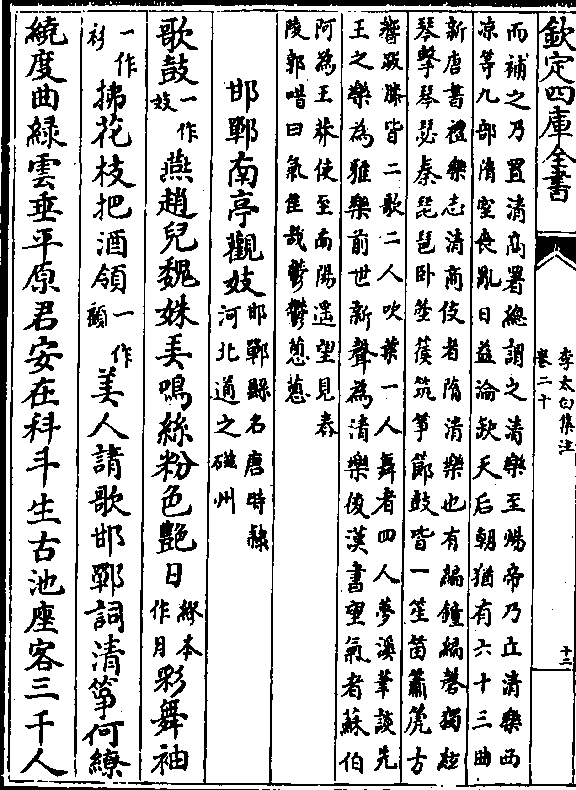 欽定四庫全書
李太白集注
卷二十
十二
而補之乃置清商署總謂之清樂至煬帝乃立清樂西
凉等九部清室喪亂日益淪缺天后朝猶有六十三曲
新唐書禮樂志清商伎者隋清樂也有編鐘編磬獨絃
琴擊琴瑟秦琵琶卧箜篌筑箏節鼓皆一笙笛簫箎方
響跋膝皆二歌二人吹葉一人舞者四人夢溪筆談先
王之樂為雅樂前世新聲為清樂後漢書望氣者蘇伯
阿為王莽使至南陽遥望見舂
陵郭唶曰氣佳哉鬱鬱葱葱
邯鄲南亭觀妓邯鄲縣名唐時隸
河北道之磁州
歌鼓一作
妓燕趙兒魏姝弄鳴絲粉色艷日繆本
作月彩舞袖
一作
衫拂花枝把酒領一作
顧美人請歌邯鄲詞清箏何繚
繞度曲緑雲垂平原君安在科斗生古池座客三千人